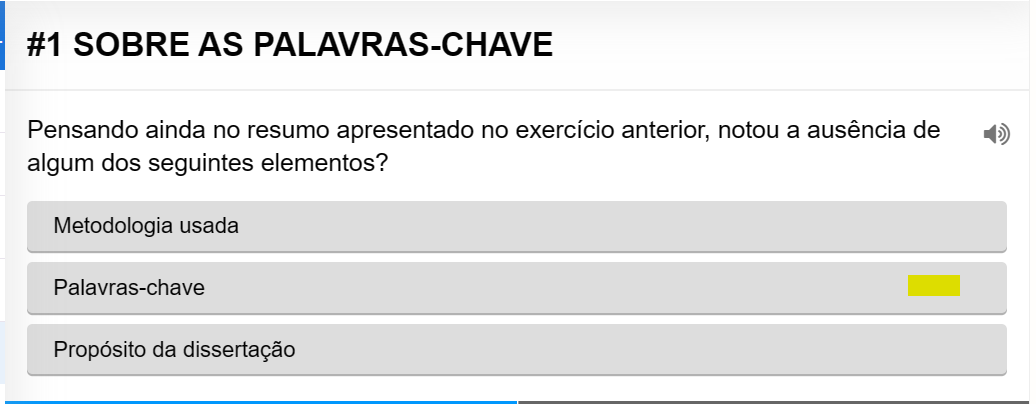 #1 SOBRE AS PALAVRAS-CHAVE
Pensando ainda no resumo apresentado no exercício anterior, notou a ausência de
algum dos seguintes elementos?
Metodologia usada
Palavras-chave
Propósito da dissertação